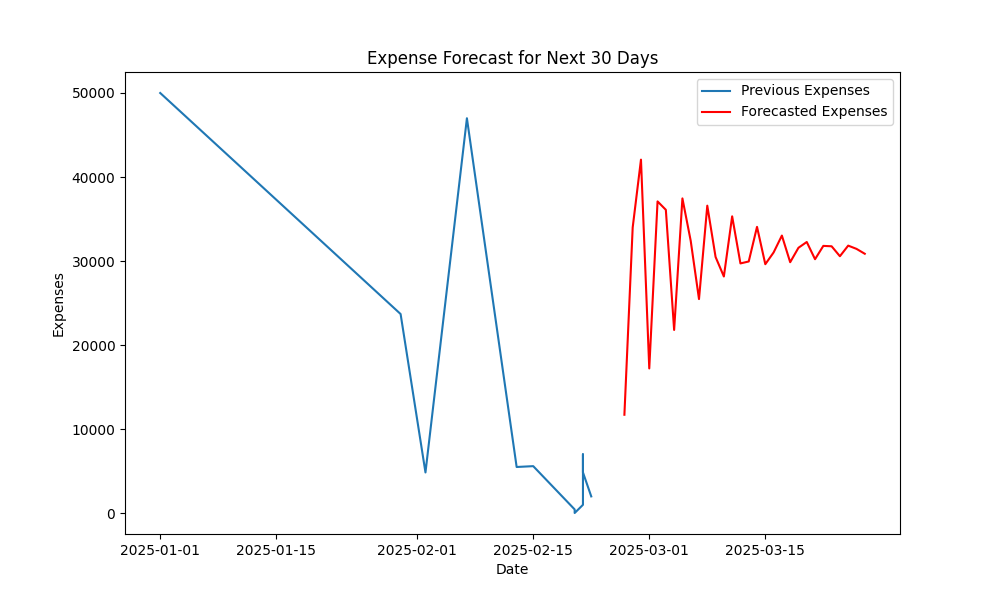 Expense Forecast for Next 30 Days
Previous Expenses
Forecasted Expenses
Expenses
50000
40000
30000
20000
10000
0
2025-01-01
2025-01-15
2025-02-01
2025-02-15
2025-03-01
2025-03-15
Date